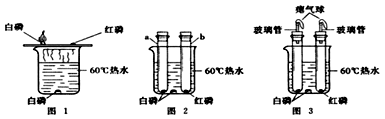 白磷
红磷
60℃热水
白磷
图 1
a
b
60℃热水
白磷
红磷
图 2
瘪气球
玻璃管
玻璃管
60℃热水
白磷
红磷
图 3